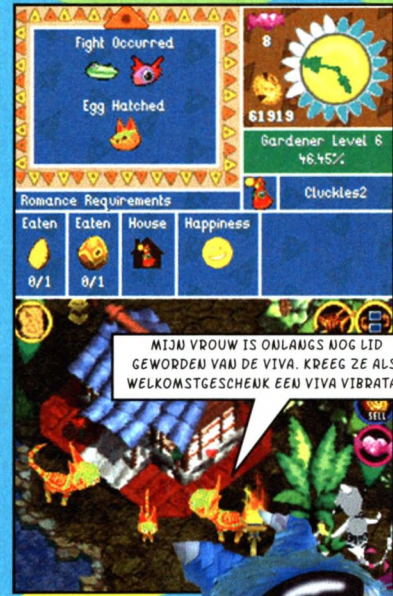 Fight Occurred
8
Egg Hatched
61919
Gardener Level 6
46.45%
Romance Requirements
Cluckles2
Eaten Eaten House Happiness
0/1 0/1
MIJN VROUW IS ONLANGS NOG LID
GEWORDEN VAN DE VIVA. KREEG ZE ALS
WELKOMSTGESCHENK EEN VIVA VIBRATA
SELL